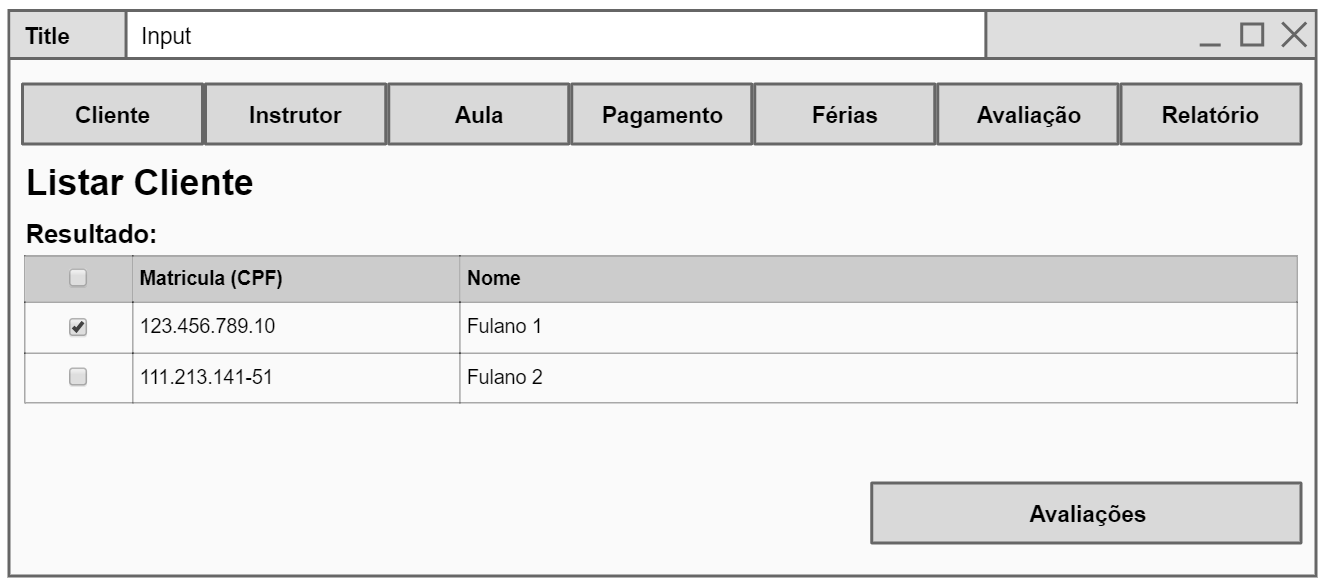 Title Input
Cliente Instrutor Aula Pagamento Férias Avaliação Relatório
Listar Cliente
Resultado:
Matricula (CPF) Nome
123.456.789.10 Fulano 1
111.213.141-51 Fulano 2
Avaliações